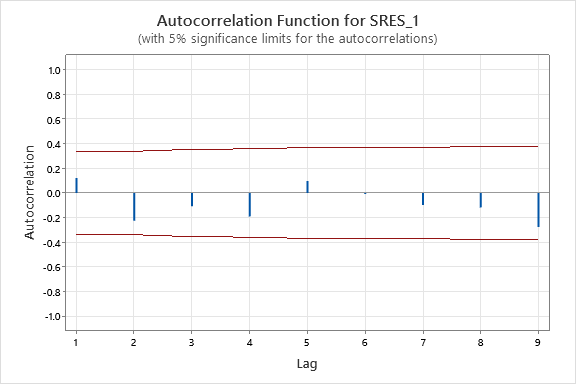 Autocorrelation Function for SRES_1
(with 5% significance limits for the autocorrelations)
1.0
0.8
0.6
0.4
0.2
0.0
-0.2
-0.4
-0.6
-0.8
-1.0
Autocorrelation
1 2 3 4 5 6 7 8 9
Lag